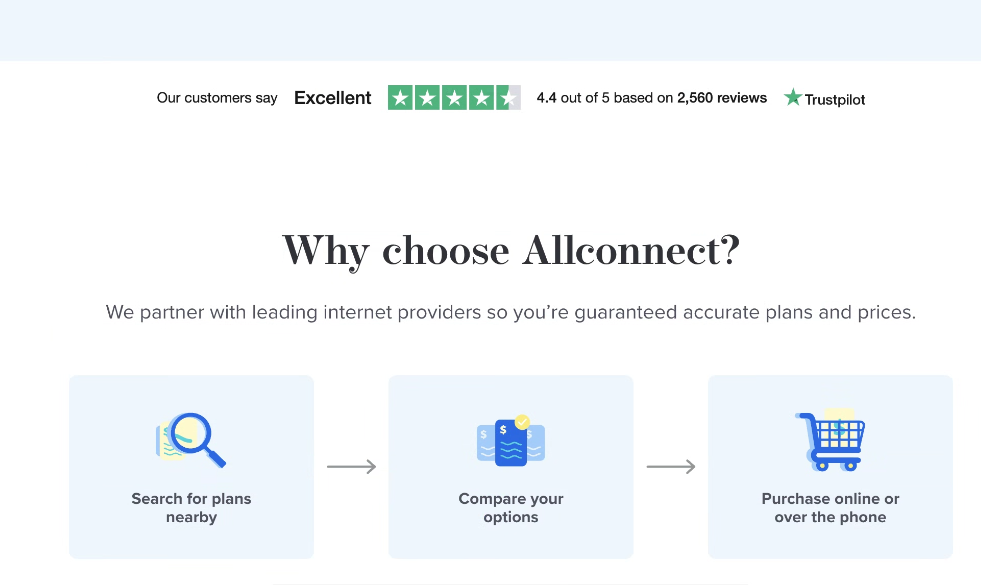 Our customers say Excellent 4.4 out of 5 based on 2,560 reviews Trustpilot
Why choose Allconnect?
We partner with leading internet providers so you’re guaranteed accurate plans and prices.
$ $ $
Search for plans
nearby
Compare your
options
$
Purchase online or
over the phone